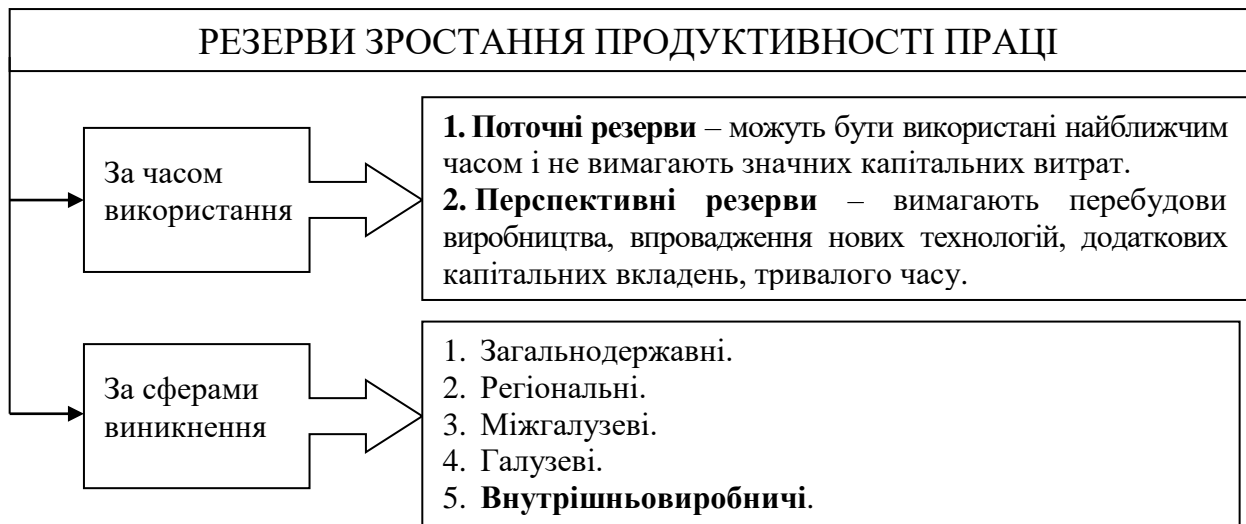 РЕЗЕРВИ ЗРОСТАННЯ ПРОДУКТИВНОСТІ ПРАЦІ
За часом
використання
1. Поточні резерви – можуть бути використані найближчим
часом і не вимагають значних капітальних витрат.
2. Перспективні резерви – вимагають перебудови
виробництва, впровадження нових технологій, додаткових
капітальних вкладень, тривалого часу.
За сферами
виникнення
1. Загальнодержавні.
2. Регіональні.
3. Міжгалузеві.
4. Галузеві.
5. Внутрішньовиробничі.